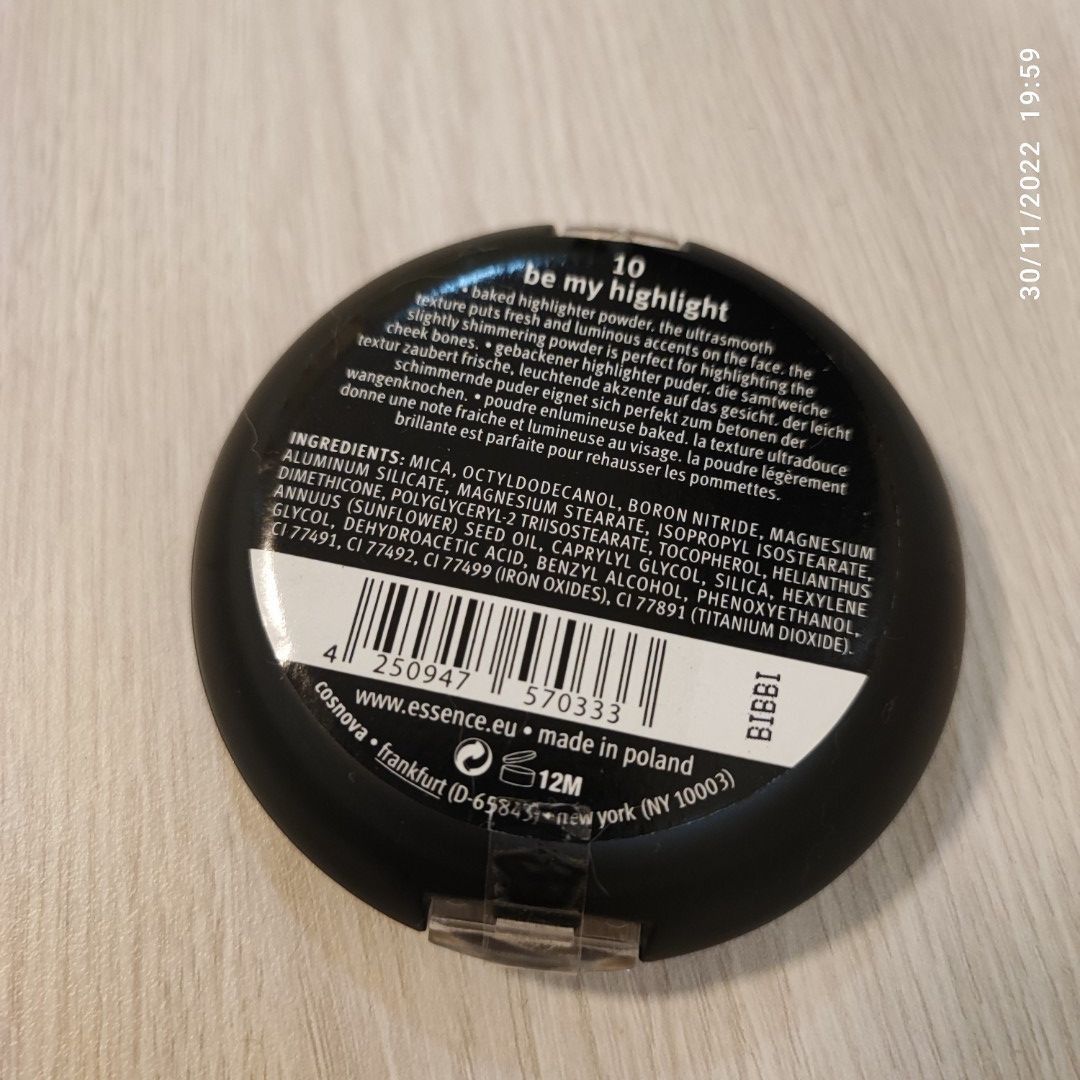 30/11/2022 19:59
10
be my highlight
• baked highlighter powder. the ultrasmooth
texture puts fresh and luminous accents on the face. the
slightly shimmering powder is perfect for highlighting the
cheek bones. • gebackener highlighter puder. die samtweiche
textur zaubert frische, leuchtende akzente auf das gesicht. der leicht
schimmernde puder eignet sich perfekt zum betonen der
wangenknochen. • poudre enlumineuse baked. la texture ultradouce
donne une note fraiche et lumineuse au visage. la poudre légèrement
brillante est parfaite pour rehausser les pommettes.
INGREDIENTS: MICA, OCTYLDODECANOL, BORON NITRIDE, MAGNESIUM
ALUMINUM SILICATE, MAGNESIUM STEARATE, ISOPROPYL ISOSTEARATE,
DIMETHICONE, POLYGLYCERYL-2 TRIISOSTEARATE, TOCOPHEROL, HELIANTHUS
ANNUUS (SUNFLOWER) SEED OIL, CAPRYLYL GLYCOL, SILICA, HEXYLENE
GLYCOL, DEHYDROACETIC ACID, BENZYL ALCOHOL, PHENOXYETHANOL,
CI 77491, CI 77492, CI 77499 (IRON OXIDES), CI 77891 (TITANIUM DIOXIDE).
4 250947 570333
BIBBI
www.essence.eu • made in poland
12M
cosnova • frankfurt (D-65843) • new york (NY 10003)